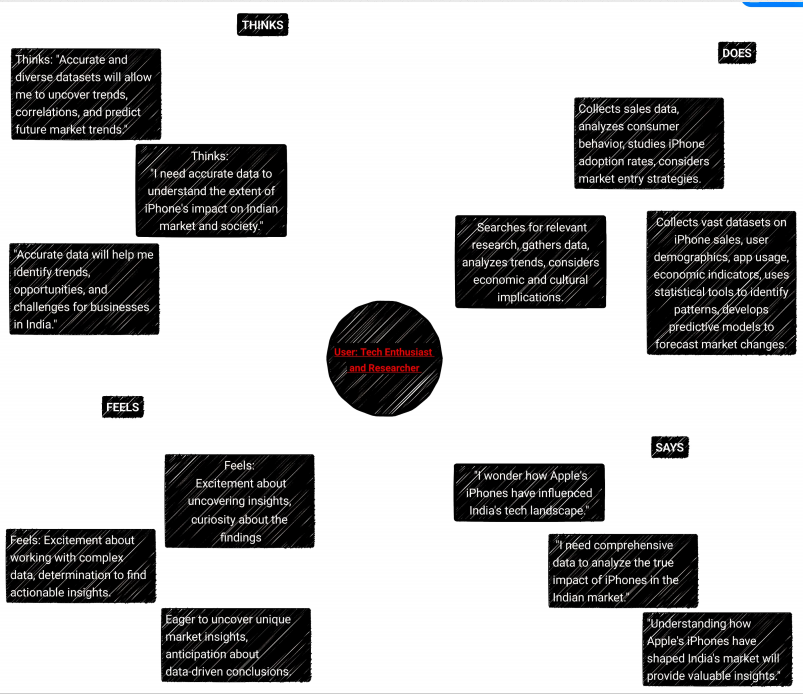 THINKS
Thinks: "Accurate and
diverse datasets will allow
me to uncover trends,
correlations, and predict
future market trends."
Thinks:
"I need accurate data to
understand the extent of
iPhone's impact on Indian
market and society."
"Accurate data will help me
identify trends,
opportunities, and
challenges for businesses
in India."
DOES
Collects sales data,
analyzes consumer
behavior, studies iPhone
adoption rates, considers
market entry strategies.
Searches for relevant
research, gathers data,
analyzes trends, considers
economic and cultural
implications.
Collects vast datasets on
iPhone sales, user
demographics, app usage,
economic indicators, uses
statistical tools to identify
patterns, develops
predictive models to
forecast market changes.
User: Tech Enthusiast
and Researcher
FEELS
Feels:
Excitement about
uncovering insights,
curiosity about the
findings
Feels: Excitement about
working with complex
data, determination to find
actionable insights.
Eager to uncover unique
market insights,
anticipation about
data-driven conclusions.
SAYS
"I wonder how Apple's
iPhones have influenced
India's tech landscape."
"I need comprehensive
data to analyze the true
impact of iPhones in the
Indian market."
"Understanding how
Apple's iPhones have
shaped India's market will
provide valuable insights."